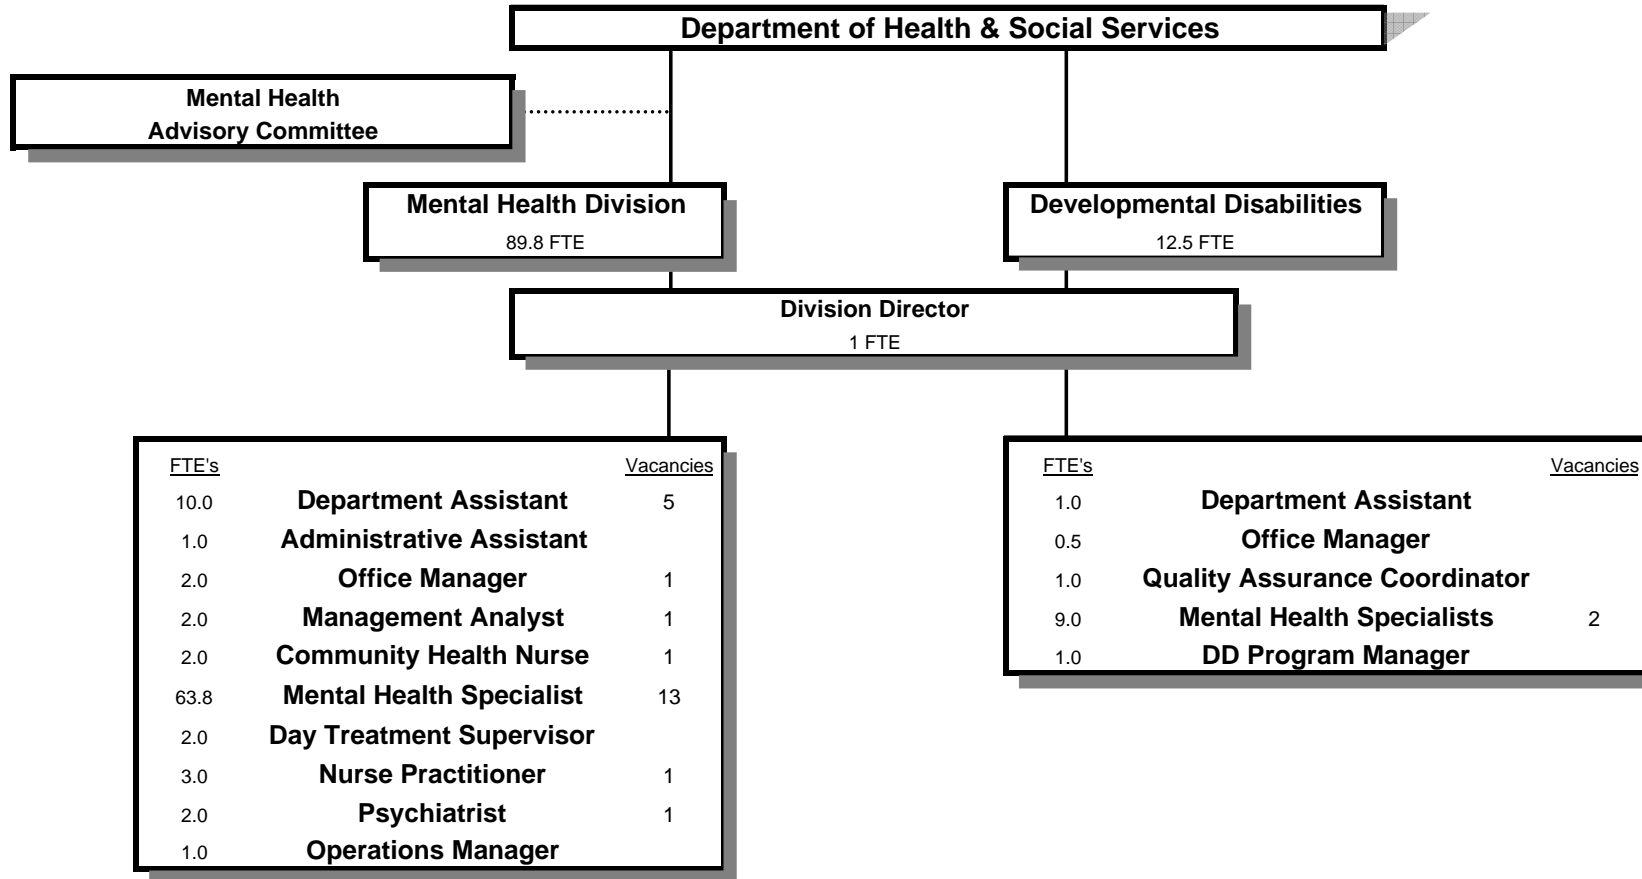 Department of Health & Social Services
Mental Health
Advisory Committee
Mental Health Division
89.8 FTE
Developmental Disabilities
12.5 FTE
Division Director
1 FTE
FTE's Vacancies
10.0 Department Assistant 5
1.0 Administrative Assistant
2.0 Office Manager 1
2.0 Management Analyst 1
2.0 Community Health Nurse 1
63.8 Mental Health Specialist 13
2.0 Day Treatment Supervisor
3.0 Nurse Practitioner 1
2.0 Psychiatrist 1
1.0 Operations Manager
FTE's Vacancies
1.0 Department Assistant
0.5 Office Manager
1.0 Quality Assurance Coordinator
9.0 Mental Health Specialists 2
1.0 DD Program Manager